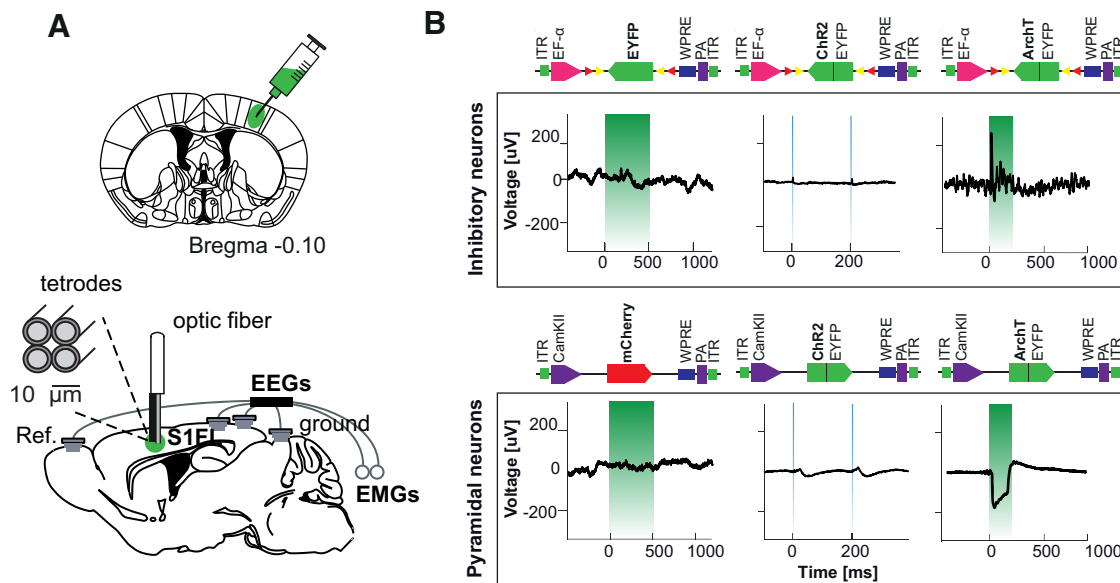 A
Bregma -0.10
tetrodes
optic fiber
10 µm
EEGs
Ref.
S1FL
ground
EMGs
B
ITR EF-α EYFP WPRE PA ITR
ITR EF-α ChR2 EYFP WPRE PA ITR
ITR EF-α ArchT EYFP WPRE PA ITR
Inhibitory neurons
Voltage [uV]
200
0
-200
0 500 1000
0 200
0 500 1000
ITR CamKII mCherry WPRE PA ITR
ITR CamKII ChR2 EYFP WPRE PA ITR
ITR CamKII ArchT EYFP WPRE PA ITR
Pyramidal neurons
Voltage [uV]
200
0
-200
0 500 1000
0 200
0 500 1000
Time [ms]